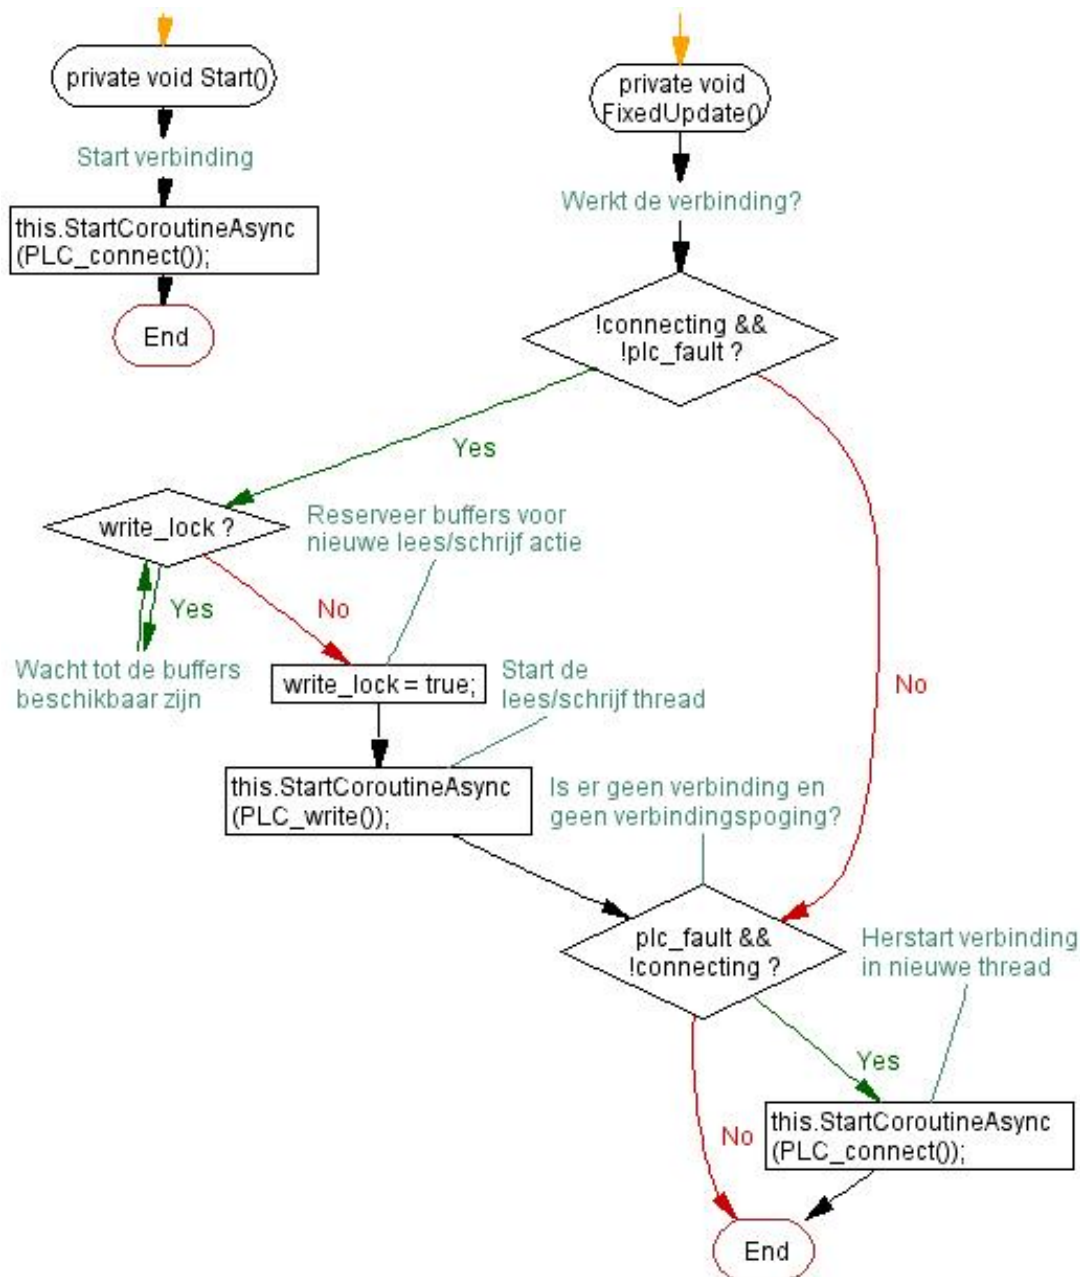 private void Start()
Start verbinding
this.StartCoroutineAsync
(PLC_connect());
End
private void
FixedUpdate()
Werkt de verbinding?
!connecting &&
!plc_fault ?
Yes
No
write_lock ?
Yes
No
Wacht tot de buffers
beschikbaar zijn
Reserveer buffers voor
nieuwe lees/schrijf actie
write_lock = true;
Start de
lees/schrijf thread
this.StartCoroutineAsync
(PLC_write());
Is er geen verbinding en
geen verbindingspoging?
plc_fault &&
!connecting ?
Herstart verbinding
in nieuwe thread
Yes
No
this.StartCoroutineAsync
(PLC_connect());
End